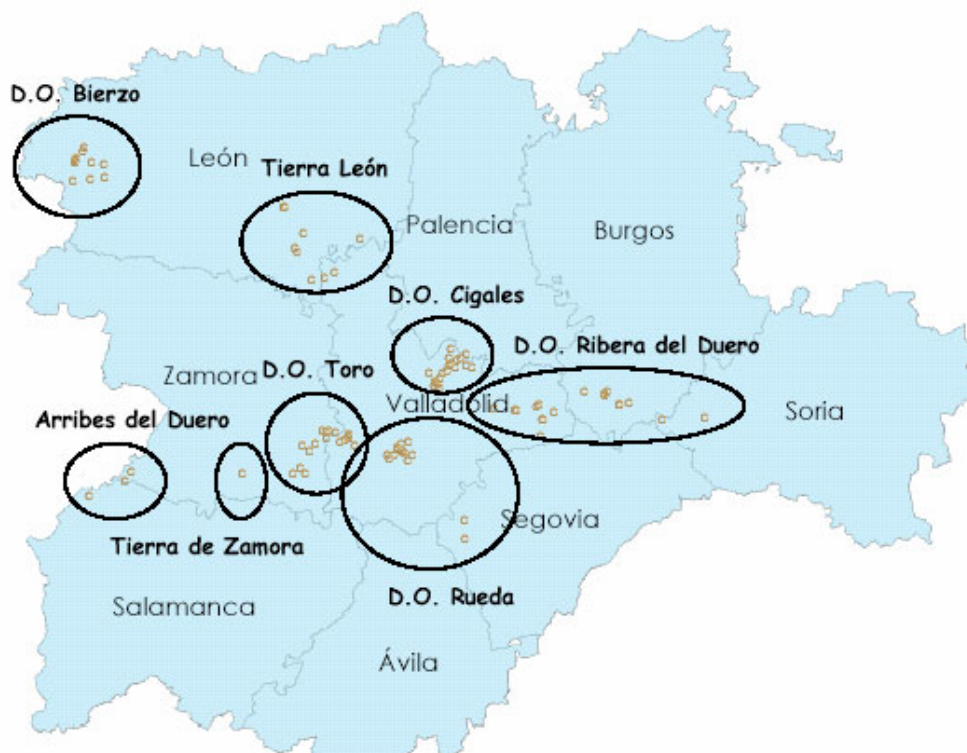 D.O. Bierzo
León
Tierra León
Palencia
Burgos
D.O. Cigales
D.O. Ribera del Duero
Zamora
D.O. Toro
Valladolid
Soria
Arribes del Duero
Segovia
Tierra de Zamora
D.O. Rueda
Salamanca
Ávila